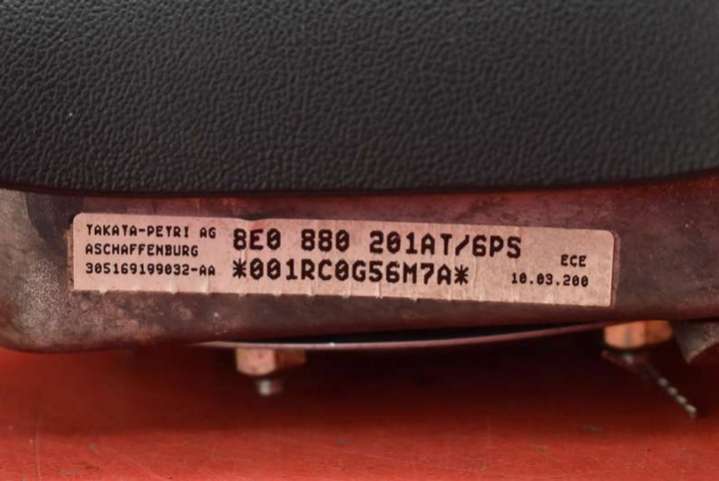 TAKATA-PETRI AG
ASCHAFFENBURG
305169199032-AA
8E0 880 201AT/6PS
*001RC0G56M7A*
ECE
10.03.200